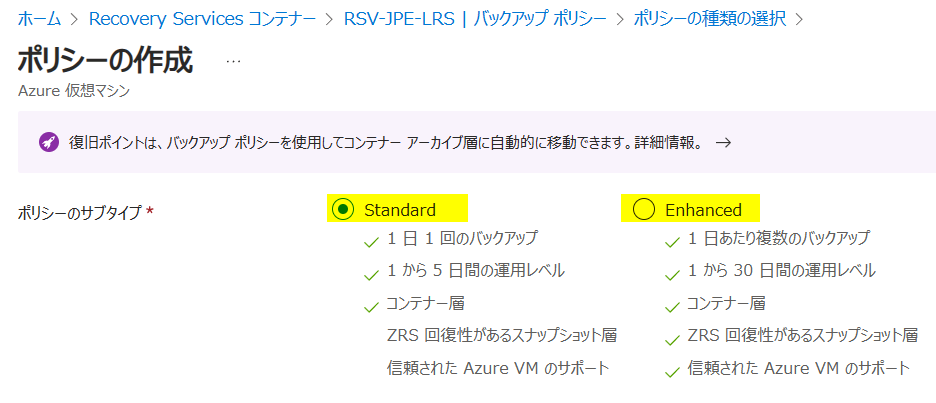 ホーム > Recovery Services コンテナー > RSV-JPE-LRS | バックアップ ポリシー > ポリシーの種類の選択 >
ポリシーの作成 …
Azure 仮想マシン
復旧ポイントは、バックアップ ポリシーを使用してコンテナー アーカイブ層に自動的に移動できます。詳細情報。 →
ポリシーのサブタイプ *
Standard
1 日 1 回のバックアップ
1 から 5 日間の運用レベル
コンテナー層
ZRS 回復性があるスナップショット層
信頼された Azure VM のサポート
Enhanced
1 日あたり複数のバックアップ
1 から 30 日間の運用レベル
コンテナー層
ZRS 回復性があるスナップショット層
信頼された Azure VM のサポート